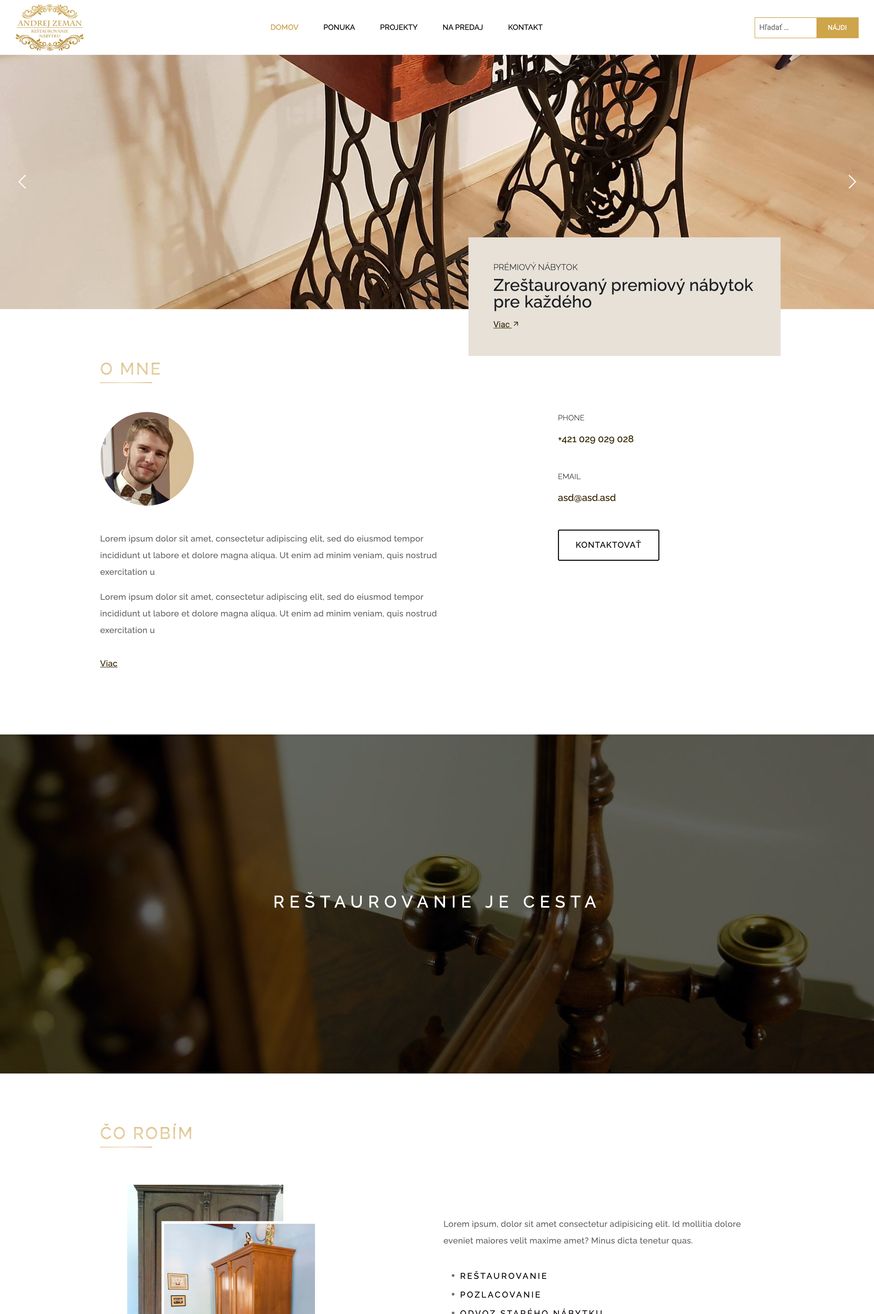 ANDREJ ZEMAN
REŠTAUROVANIE
NÁBYTKU
DOMOV
PONUKA
PROJEKTY
NA PREDAJ
KONTAKT
Hľadať ...
NÁJDI
PRÉMIOVÝ NÁBYTOK
Zreštaurovaný premiový nábytok
pre každého
Viac
O MNE
PHONE
+421 029 029 028
EMAIL
asd@asd.asd
KONTAKTOVAŤ
Lorem ipsum dolor sit amet, consectetur adipiscing elit, sed do eiusmod tempor
incididunt ut labore et dolore magna aliqua. Ut enim ad minim veniam, quis nostrud
exercitation u
Lorem ipsum dolor sit amet, consectetur adipiscing elit, sed do eiusmod tempor
incididunt ut labore et dolore magna aliqua. Ut enim ad minim veniam, quis nostrud
exercitation u
Viac
REŠTAUROVANIE JE CESTA
ČO ROBÍM
Lorem ipsum, dolor sit amet consectetur adipisicing elit. Id mollitia dolore
eveniet maiores velit maxime amet? Minus dicta tenetur quas.
REŠTAUROVANIE
POZLACOVANIE
ODVOZ STARÉHO NÁBYTKU